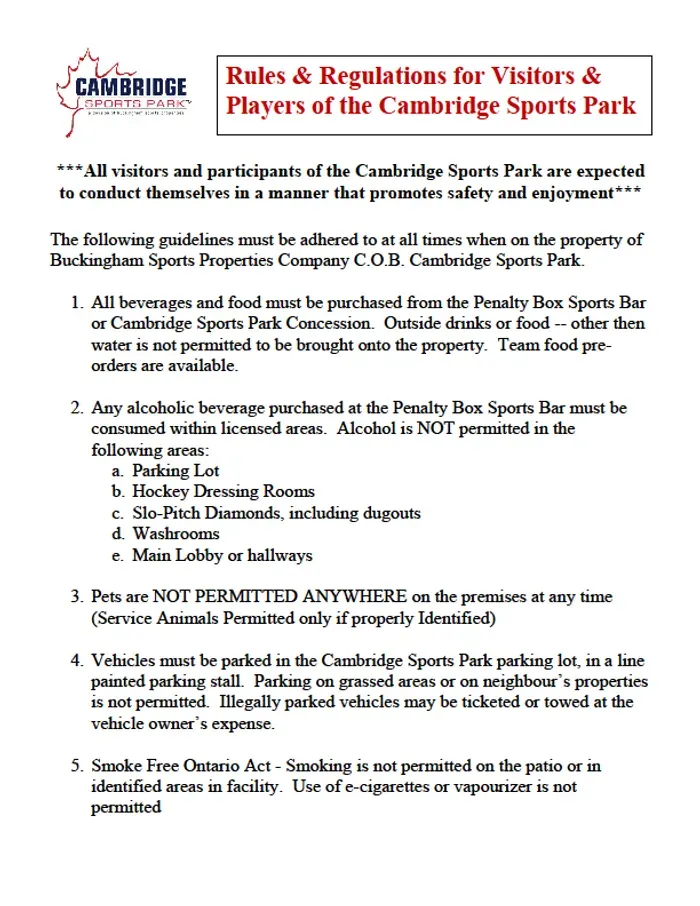 CAMBRIDGE
SPORTS PARK™
Rules & Regulations for Visitors &
Players of the Cambridge Sports Park
***All visitors and participants of the Cambridge Sports Park are expected
to conduct themselves in a manner that promotes safety and enjoyment***
The following guidelines must be adhered to at all times when on the property of
Buckingham Sports Properties Company C.O.B. Cambridge Sports Park.
1. All beverages and food must be purchased from the Penalty Box Sports Bar
or Cambridge Sports Park Concession. Outside drinks or food -- other then
water is not permitted to be brought onto the property. Team food pre-
orders are available.
2. Any alcoholic beverage purchased at the Penalty Box Sports Bar must be
consumed within licensed areas. Alcohol is NOT permitted in the
following areas:
a. Parking Lot
b. Hockey Dressing Rooms
c. Slo-Pitch Diamonds, including dugouts
d. Washrooms
e. Main Lobby or hallways
3. Pets are NOT PERMITTED ANYWHERE on the premises at any time
(Service Animals Permitted only if properly Identified)
4. Vehicles must be parked in the Cambridge Sports Park parking lot, in a line
painted parking stall. Parking on grassed areas or on neighbour's properties
is not permitted. Illegally parked vehicles may be ticketed or towed at the
vehicle owner's expense.
5. Smoke Free Ontario Act - Smoking is not permitted on the patio or in
identified areas in facility. Use of e-cigarettes or vapourizer is not
permitted